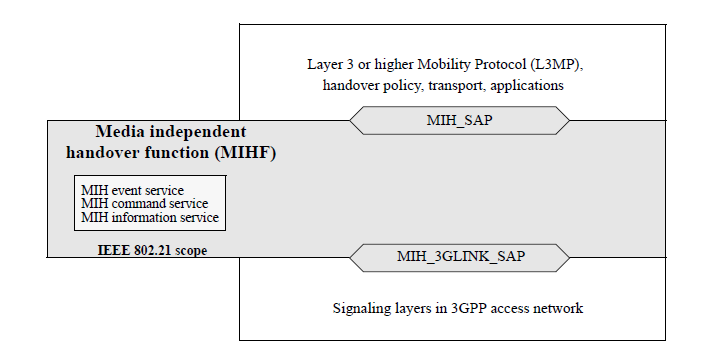 Layer 3 or higher Mobility Protocol (L3MP),
handover policy, transport, applications
MIH_SAP
Media independent
handover function (MIHF)
MIH event service
MIH command service
MIH information service
IEEE 802.21 scope
MIH_3GLINK_SAP
Signaling layers in 3GPP access network